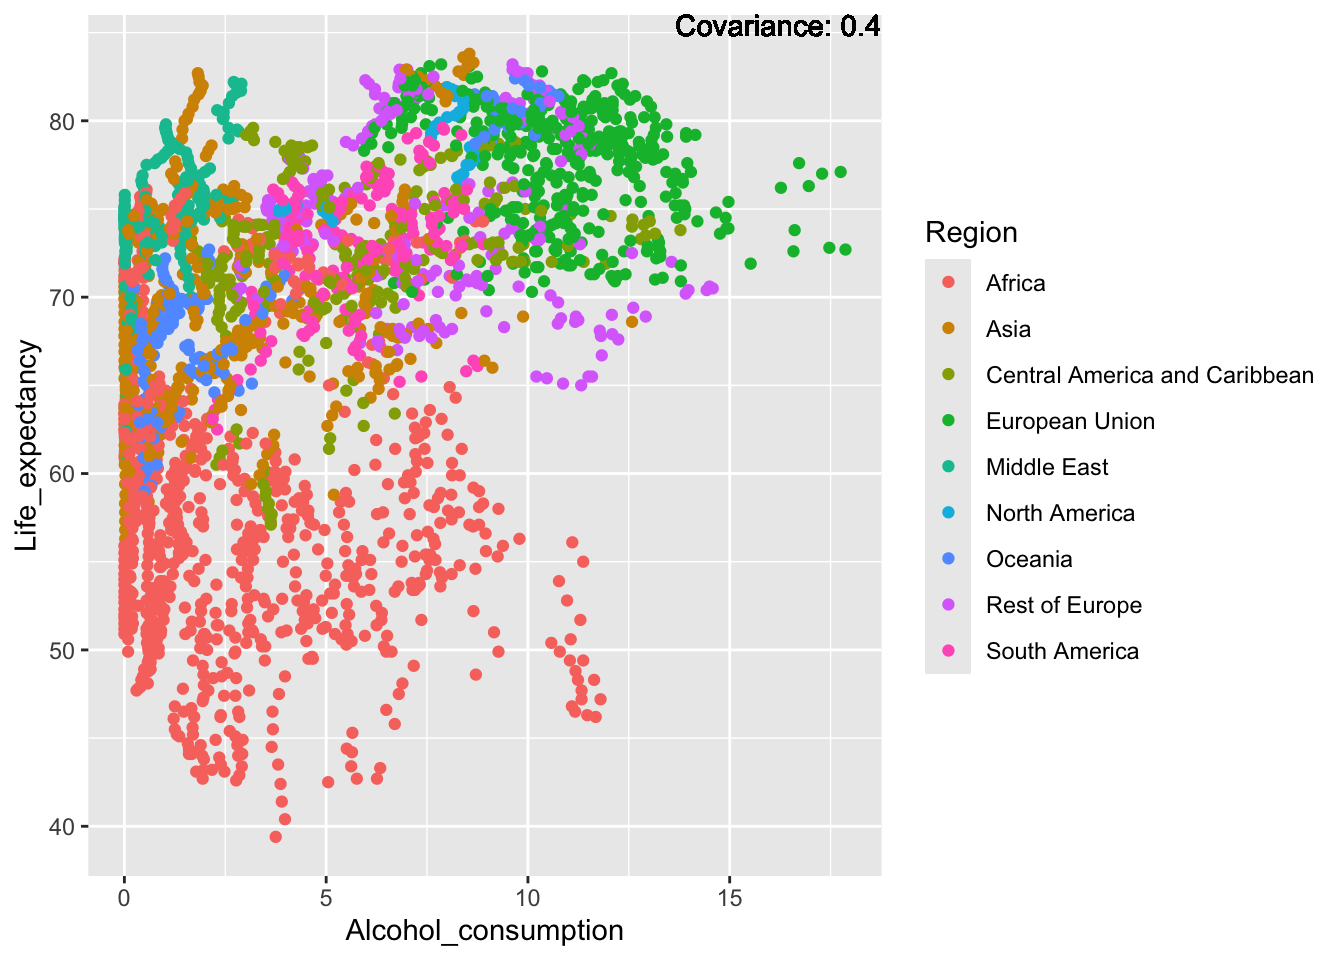 Covariance: 0.4
Life_expectancy
80
70
60
50
40
0 5 10 15
Alcohol_consumption
Region
Africa
Asia
Central America and Caribbean
European Union
Middle East
North America
Oceania
Rest of Europe
South America